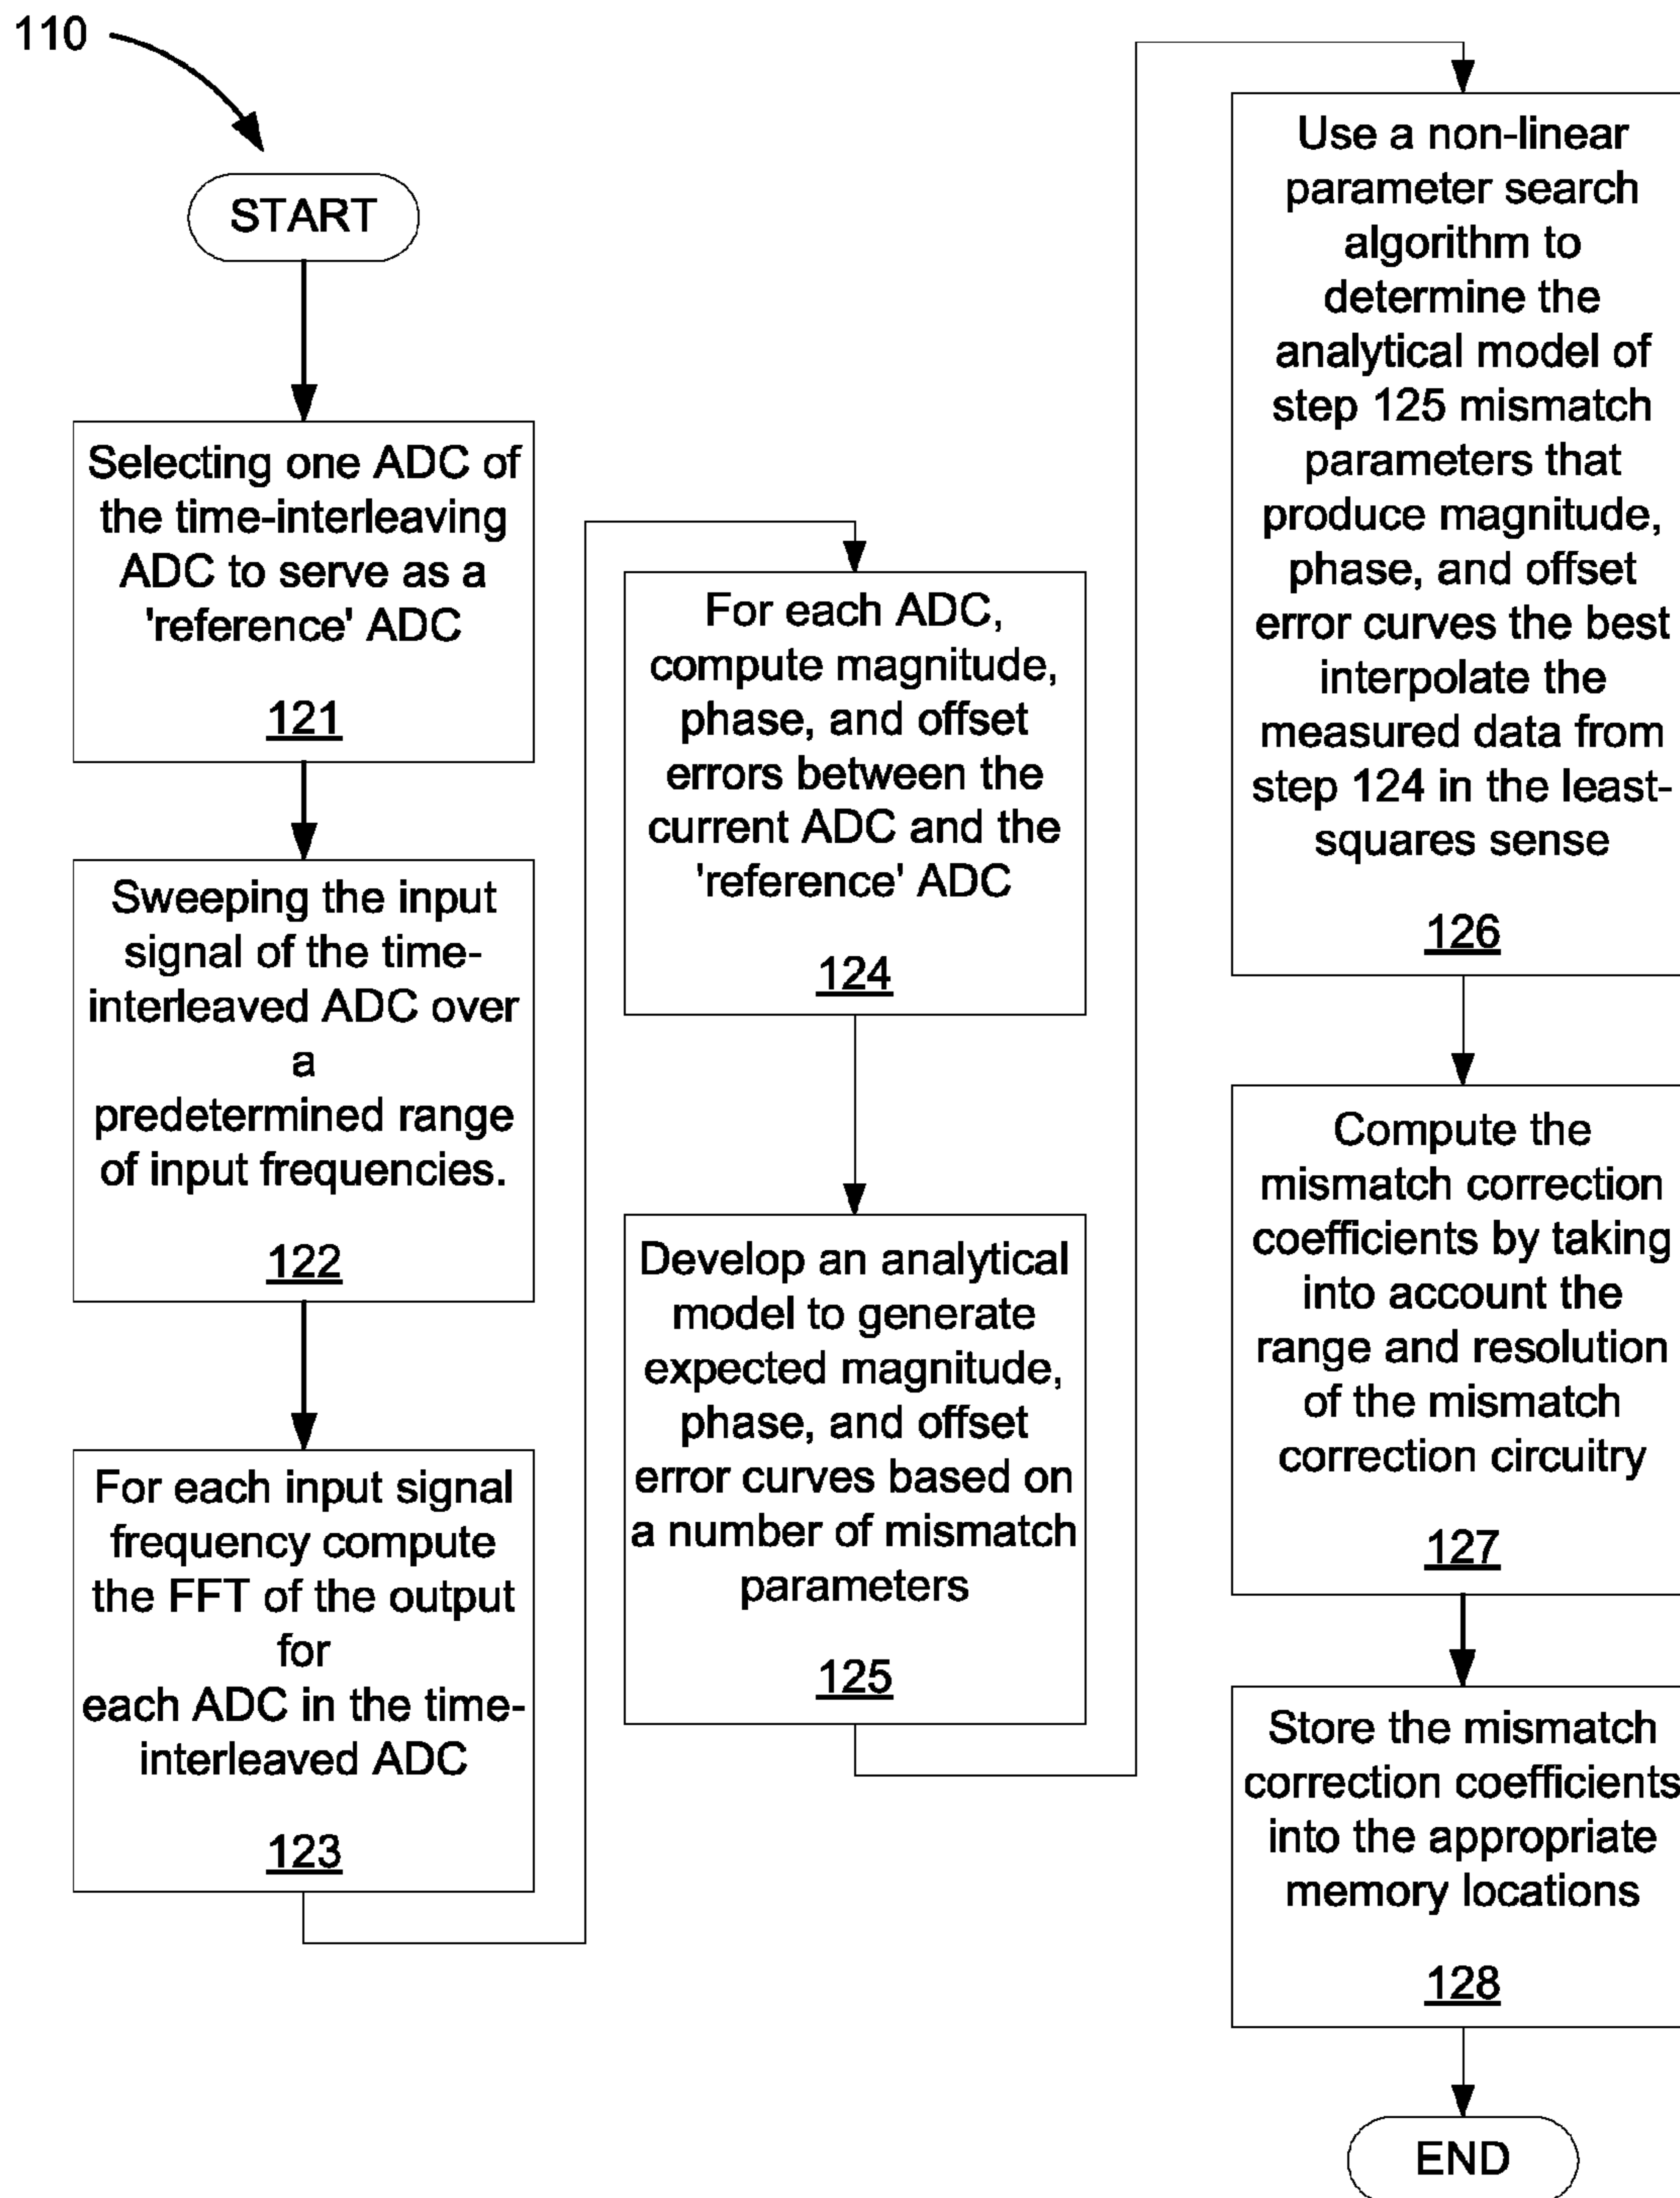 110
START
Selecting one ADC of
the time-interleaving
ADC to serve as a
'reference' ADC
121
Sweeping the input
signal of the time-
interleaved ADC over
a
predetermined range
of input frequencies.
122
For each input signal
frequency compute
the FFT of the output
for
each ADC in the time-
interleaved ADC
123
For each ADC,
compute magnitude,
phase, and offset
errors between the
current ADC and the
'reference' ADC
124
Develop an analytical
model to generate
expected magnitude,
phase, and offset
error curves based on
a number of mismatch
parameters
125
Use a non-linear
parameter search
algorithm to
determine the
analytical model of
step 125 mismatch
parameters that
produce magnitude,
phase, and offset
error curves the best
interpolate the
measured data from
step 124 in the least-
squares sense
126
Compute the
mismatch correction
coefficients by taking
into account the
range and resolution
of the mismatch
correction circuitry
127
Store the mismatch
correction coefficients
into the appropriate
memory locations
128
END